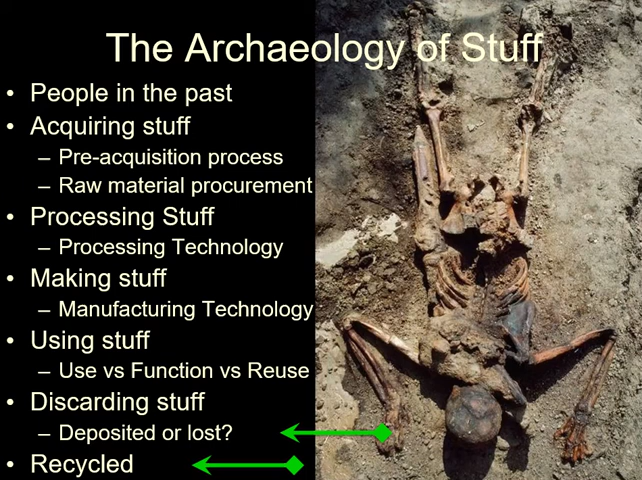 The Archaeology of Stuff
• People in the past
• Acquiring stuff
– Pre-acquisition process
– Raw material procurement
• Processing Stuff
– Processing Technology
• Making stuff
– Manufacturing Technology
• Using stuff
– Use vs Function vs Reuse
• Discarding stuff
– Deposited or lost?
• Recycled